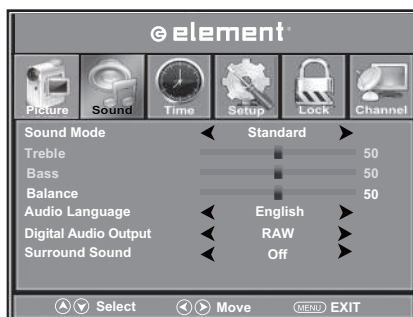 element
Picture Sound Time Setup Lock Channel
Sound Mode Standard
Treble 50
Bass 50
Balance 50
Audio Language English
Digital Audio Output RAW
Surround Sound Off
Select Move MENU EXIT